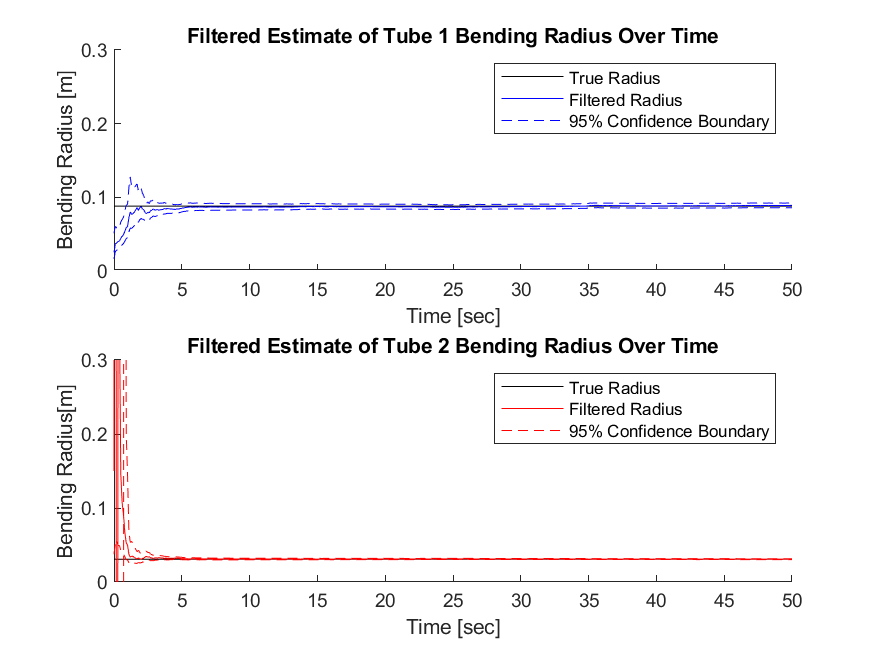 Filtered Estimate of Tube 1 Bending Radius Over Time
Bending Radius [m]
0.3
0.2
0.1
0
True Radius
Filtered Radius
95% Confidence Boundary
0 5 10 15 20 25 30 35 40 45 50
Time [sec]
Filtered Estimate of Tube 2 Bending Radius Over Time
Bending Radius[m]
0.3
0.2
0.1
0
True Radius
Filtered Radius
95% Confidence Boundary
0 5 10 15 20 25 30 35 40 45 50
Time [sec]